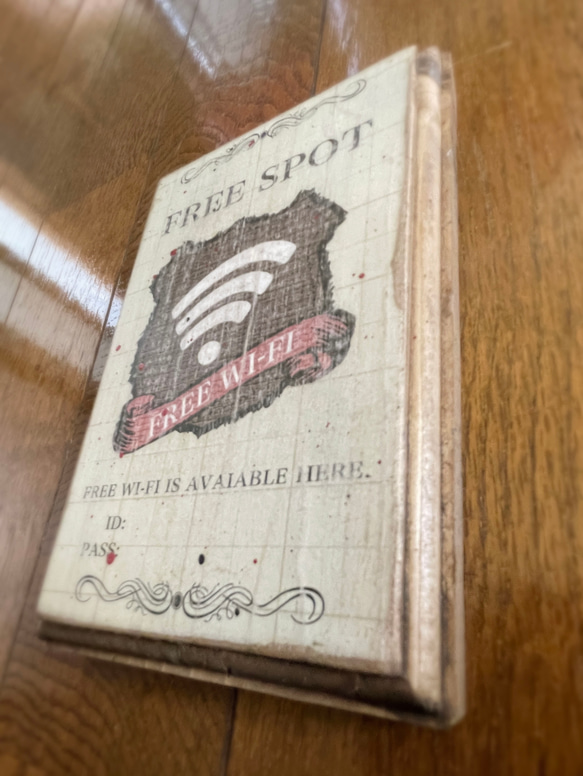 FREE SPOT
FREE WI-FI
FREE WI-FI IS AVAIABLE HERE.
ID:
PASS: